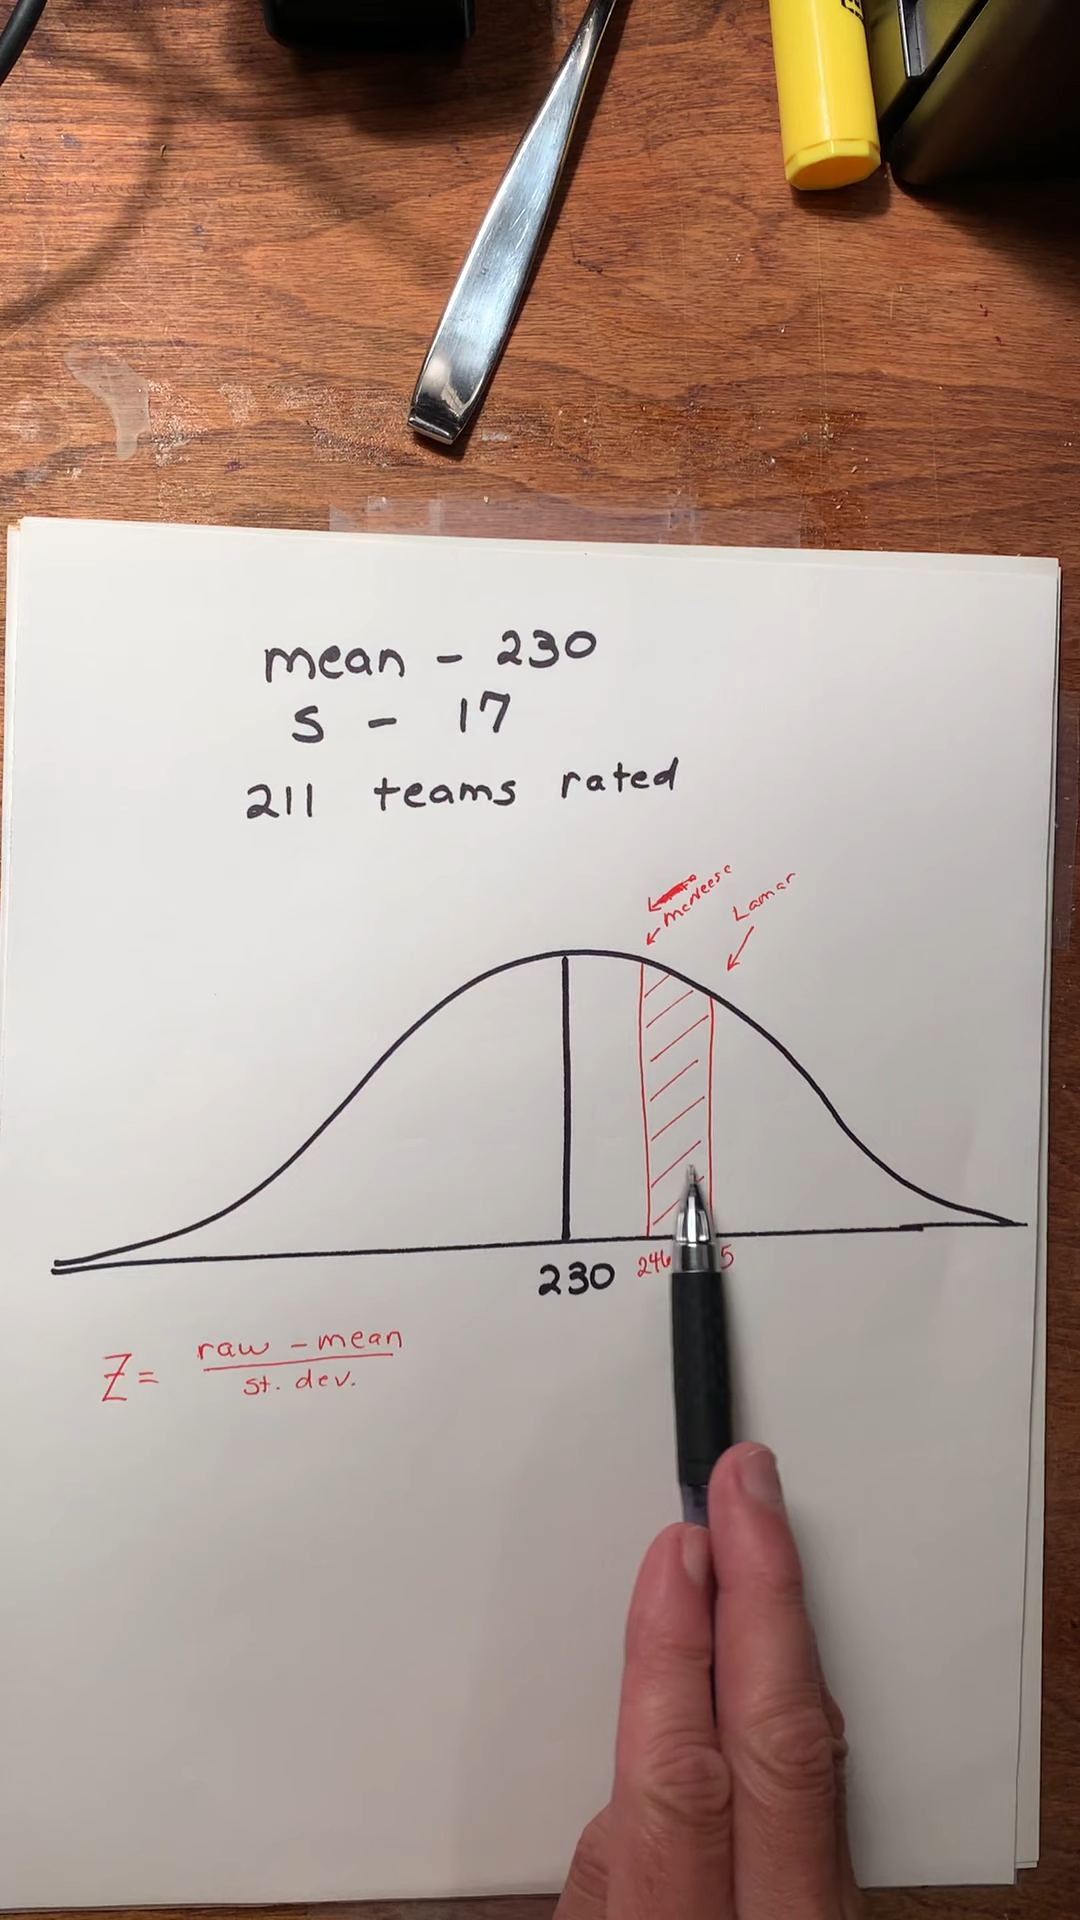 mean - 230
S - 17
211 teams rated
McNeese
Lamar
230
Z = raw - mean
st. dev.